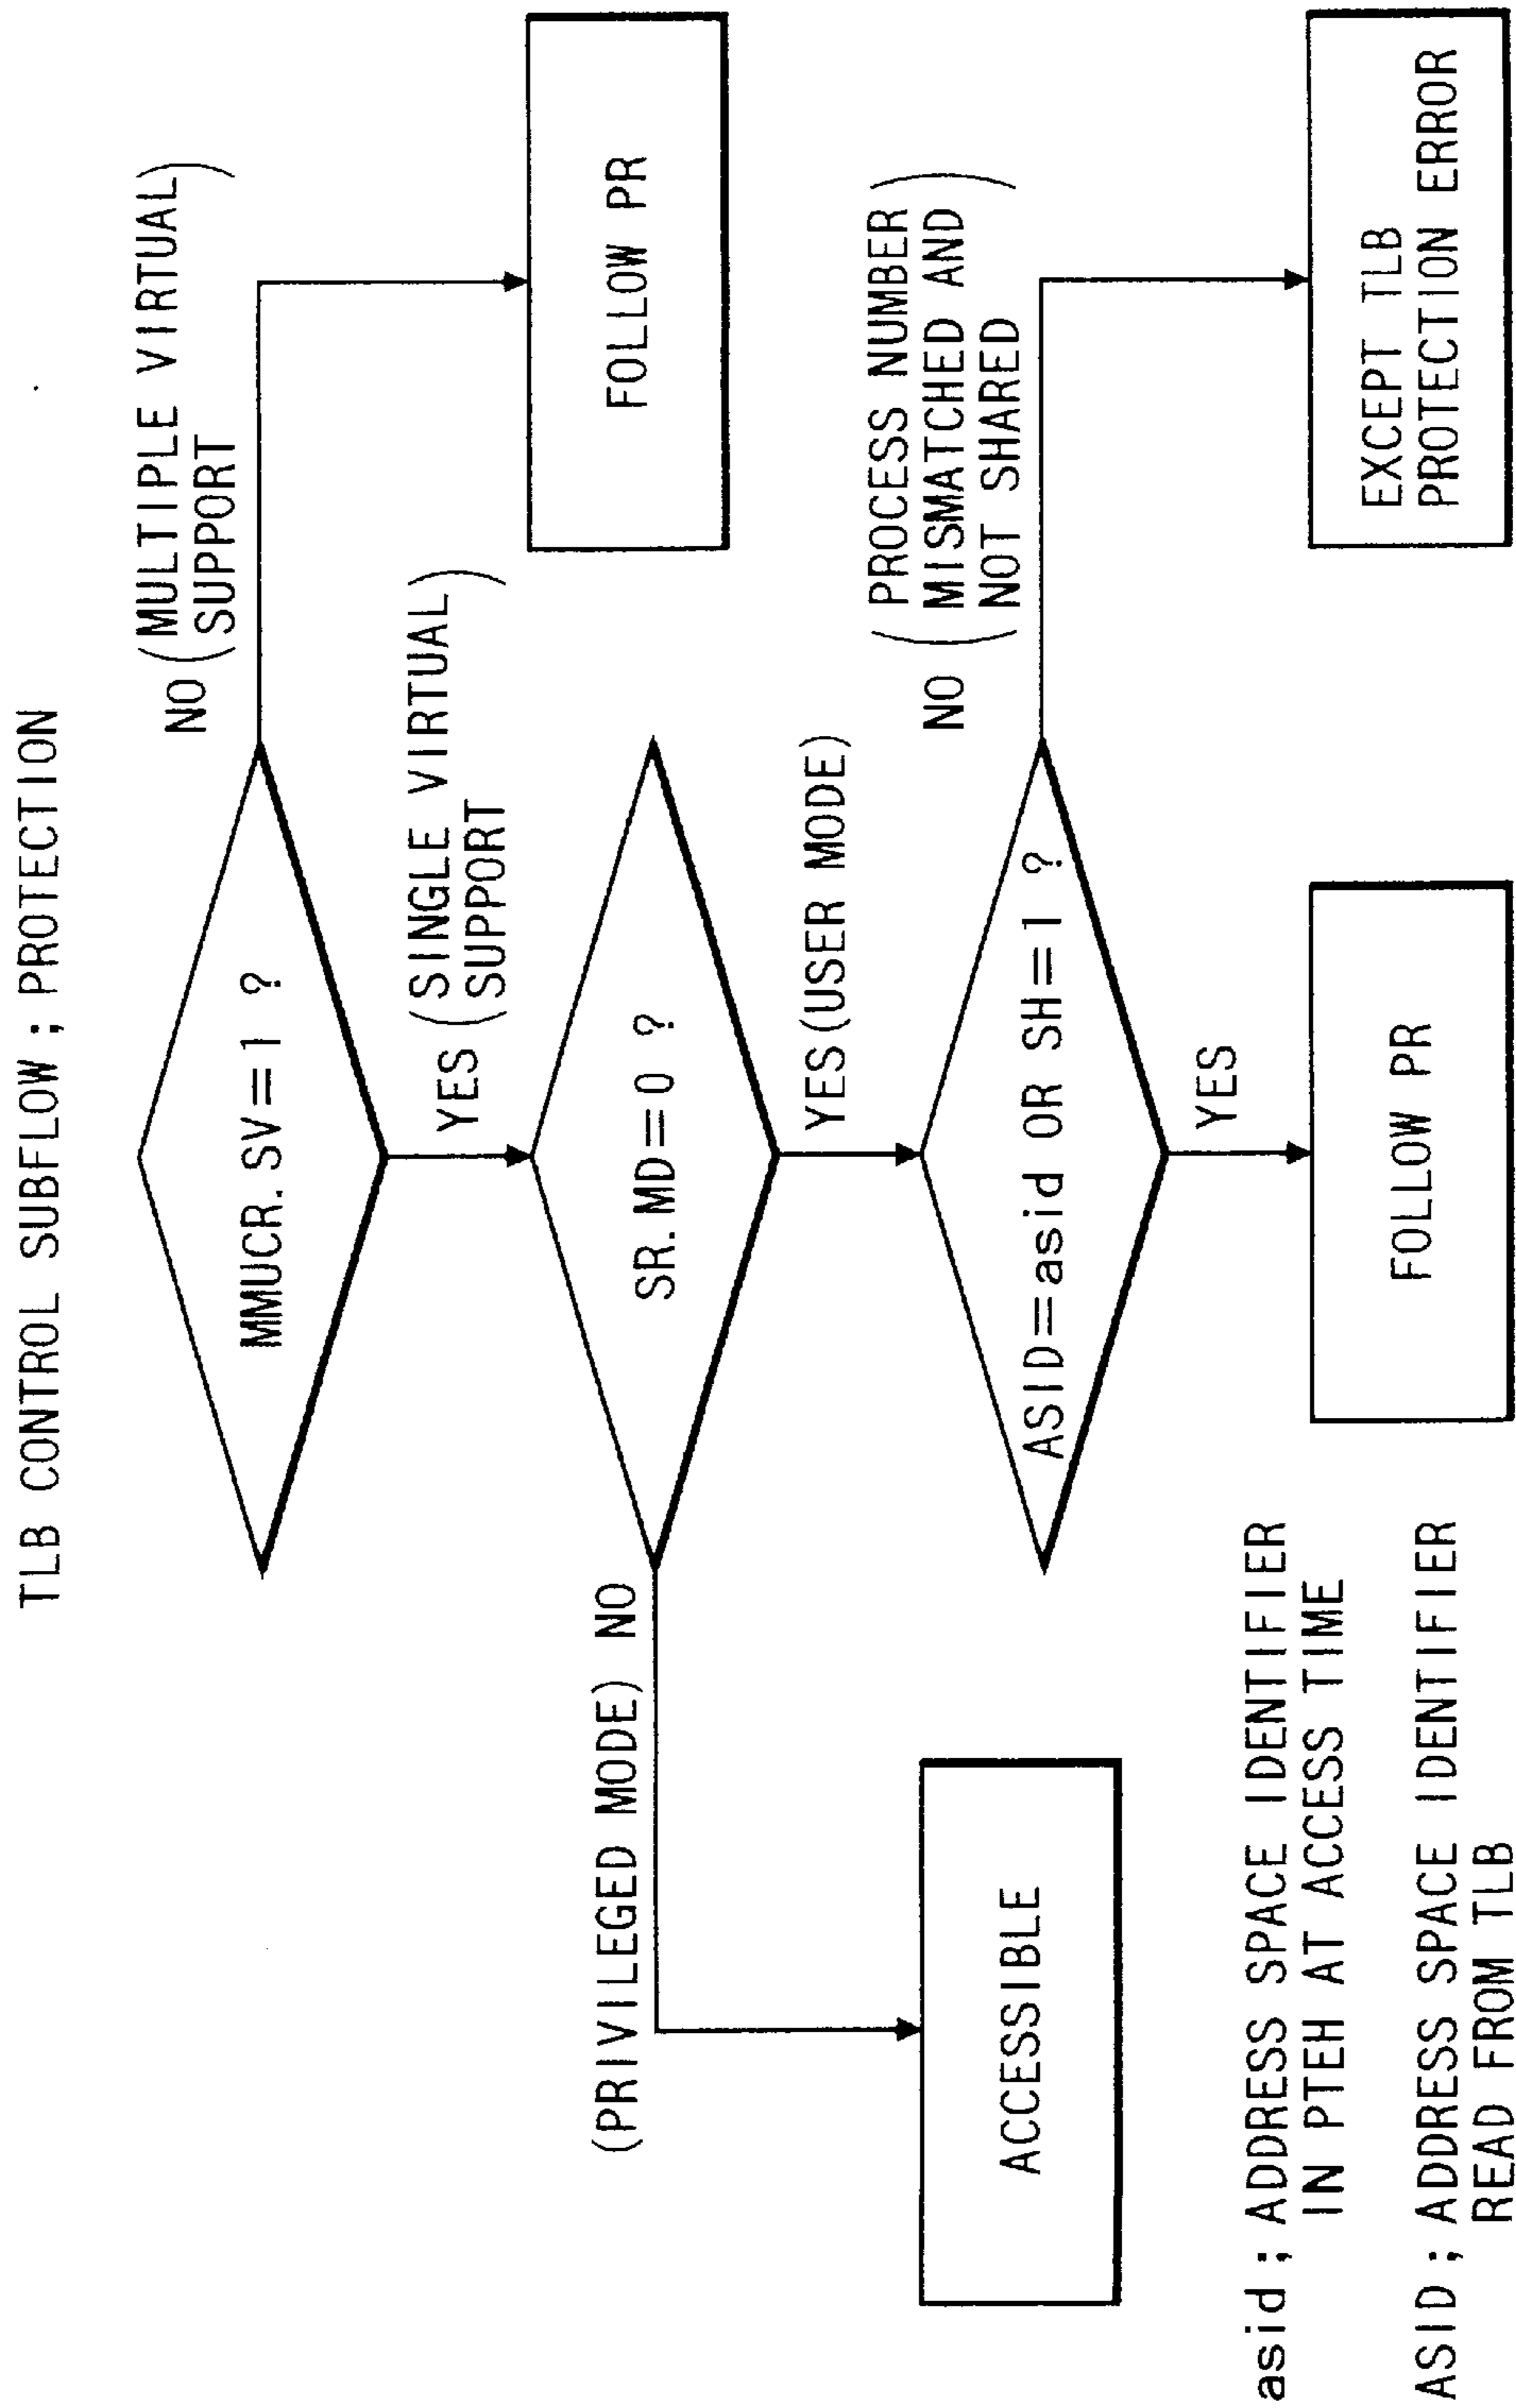 TLB CONTROL SUBFLOW ; PROTECTION
MMUCR. SV=1 ?
NO (MULTIPLE VIRTUAL
SUPPORT)
FOLLOW PR
YES (SINGLE VIRTUAL
SUPPORT)
SR. MD=0 ?
(PRIVILEGED MODE) NO
ACCESSIBLE
YES (USER MODE)
ASID=asid OR SH=1 ?
NO (PROCESS NUMBER
MISMATCHED AND
NOT SHARED)
EXCEPT TLB
PROTECTION ERROR
YES
FOLLOW PR
asid ; ADDRESS SPACE IDENTIFIER
IN PTEH AT ACCESS TIME
ASID ; ADDRESS SPACE IDENTIFIER
READ FROM TLB